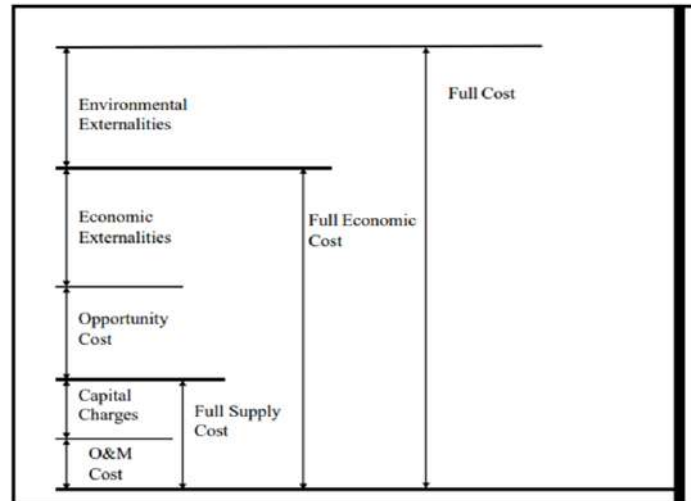 Environmental
Externalities
Full Cost
Economic
Externalities
Full Economic
Cost
Opportunity
Cost
Capital
Charges
Full Supply
Cost
O&M
Cost